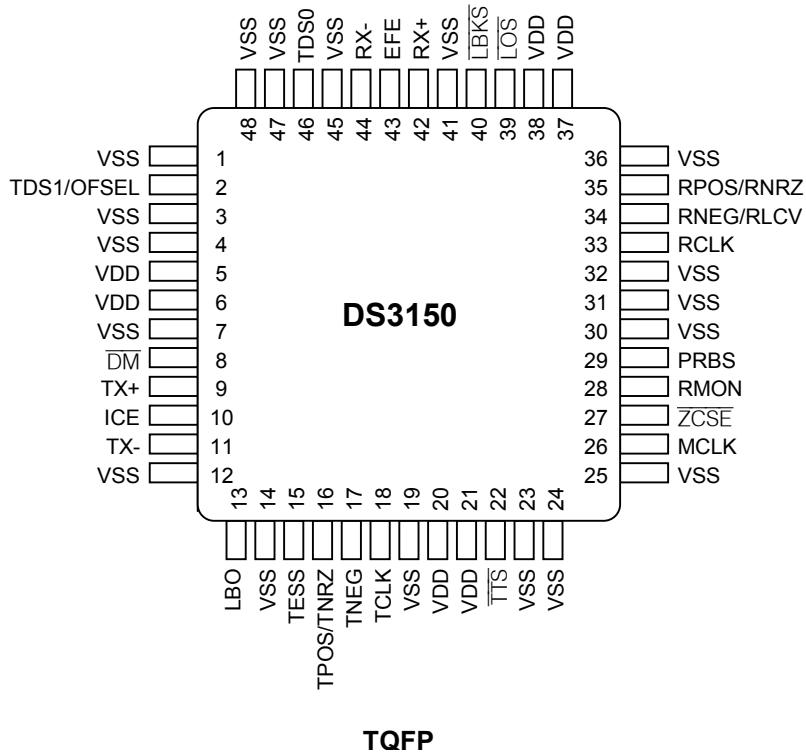 VSS
VSS
TDS0
VSS
RX-
EFE
RX+
VSS
LBKS
LOS
VDD
VDD
48
47
46
45
44
43
42
41
40
39
38
37
VSS 1
TDS1/OFSEL 2
VSS 3
VSS 4
VDD 5
VDD 6
VSS 7
DM 8
TX+ 9
ICE 10
TX- 11
VSS 12
DS3150
36 VSS
35 RPOS/RNRZ
34 RNEG/RLCV
33 RCLK
32 VSS
31 VSS
30 VSS
29 PRBS
28 RMON
27 ZCSE
26 MCLK
25 VSS
13
14
15
16
17
18
19
20
21
22
23
24
LBO
VSS
TESS
TPOS/TNRZ
TNEG
TCLK
VSS
VDD
VDD
TTS
VSS
VSS
TQFP